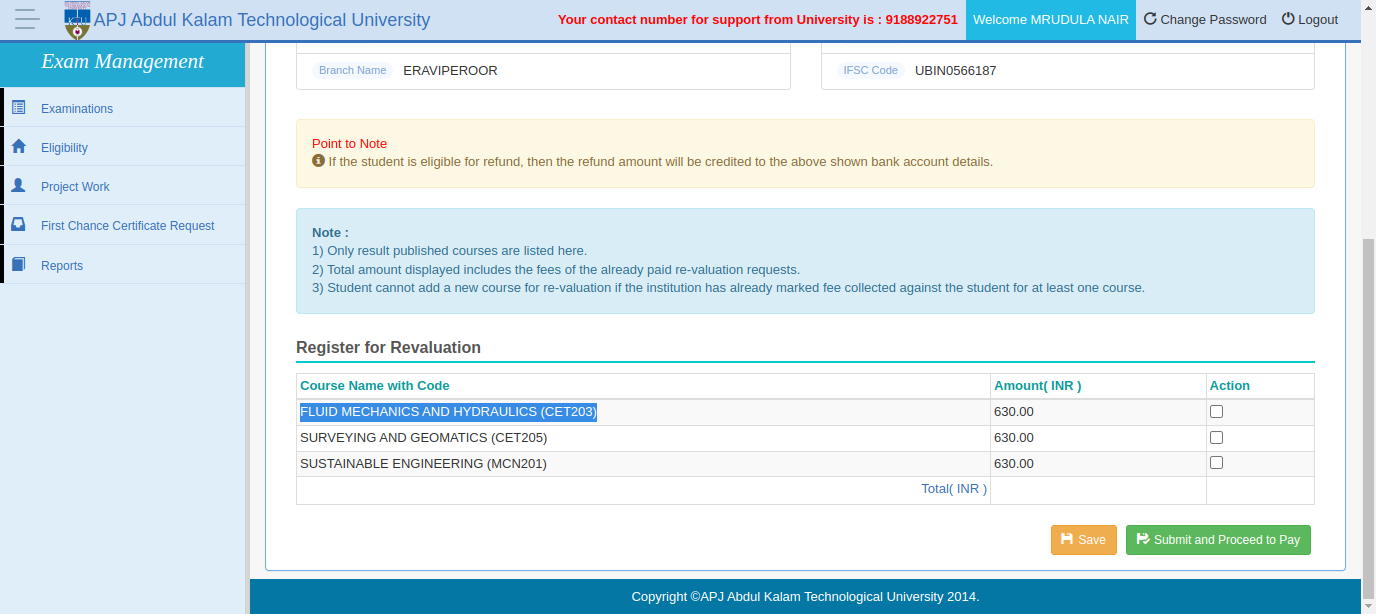 APJ Abdul Kalam Technological University
Your contact number for support from University is : 9188922751
Welcome MRUDULA NAIR
Change Password
Logout
Exam Management
Examinations
Eligibility
Project Work
First Chance Certificate Request
Reports
Branch Name ERAVIPEROOR
IFSC Code UBIN0566187
Point to Note
If the student is eligible for refund, then the refund amount will be credited to the above shown bank account details.
Note :
1) Only result published courses are listed here.
2) Total amount displayed includes the fees of the already paid re-valuation requests.
3) Student cannot add a new course for re-valuation if the institution has already marked fee collected against the student for at least one course.
Register for Revaluation
Course Name with Code Amount( INR ) Action
FLUID MECHANICS AND HYDRAULICS (CET203) 630.00
SURVEYING AND GEOMATICS (CET205) 630.00
SUSTAINABLE ENGINEERING (MCN201) 630.00
Total( INR )
Save
Submit and Proceed to Pay
Copyright ©APJ Abdul Kalam Technological University 2014.